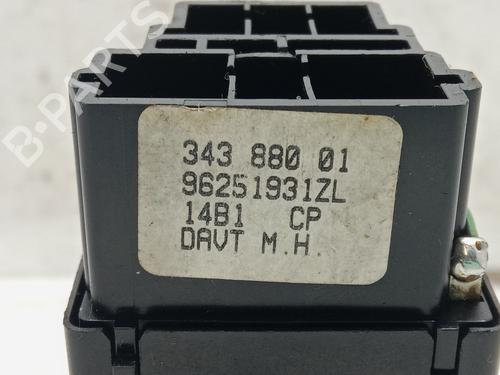 343 880 01
96251931ZL
14B1 CP
DAVT M.H.
B-PARTS